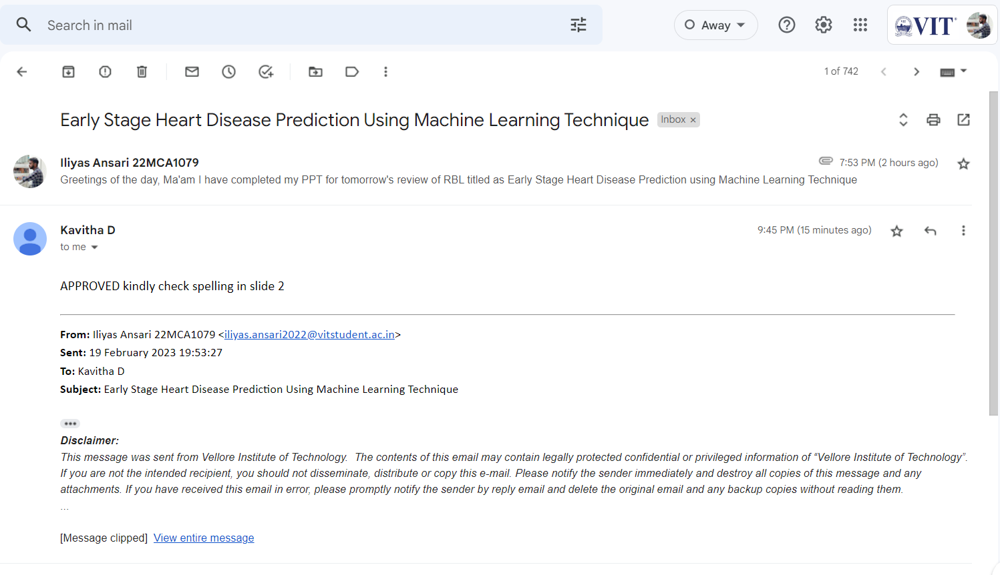 Search in mail
Away
VIT
1 of 742
Early Stage Heart Disease Prediction Using Machine Learning Technique Inbox ×
Iliyas Ansari 22MCA1079
7:53 PM (2 hours ago)
Greetings of the day, Ma'am I have completed my PPT for tomorrow's review of RBL titled as Early Stage Heart Disease Prediction using Machine Learning Technique
Kavitha D
9:45 PM (15 minutes ago)
to me
APPROVED kindly check spelling in slide 2
From: Iliyas Ansari 22MCA1079 <iliyas.ansari2022@vitstudent.ac.in>
Sent: 19 February 2023 19:53:27
To: Kavitha D
Subject: Early Stage Heart Disease Prediction Using Machine Learning Technique
Disclaimer:
This message was sent from Vellore Institute of Technology.  The contents of this email may contain legally protected confidential or privileged information of “Vellore Institute of Technology”.
If you are not the intended recipient, you should not disseminate, distribute or copy this e-mail. Please notify the sender immediately and destroy all copies of this message and any
attachments. If you have received this email in error, please promptly notify the sender by reply email and delete the original email and any backup copies without reading them.
...
[Message clipped]  View entire message